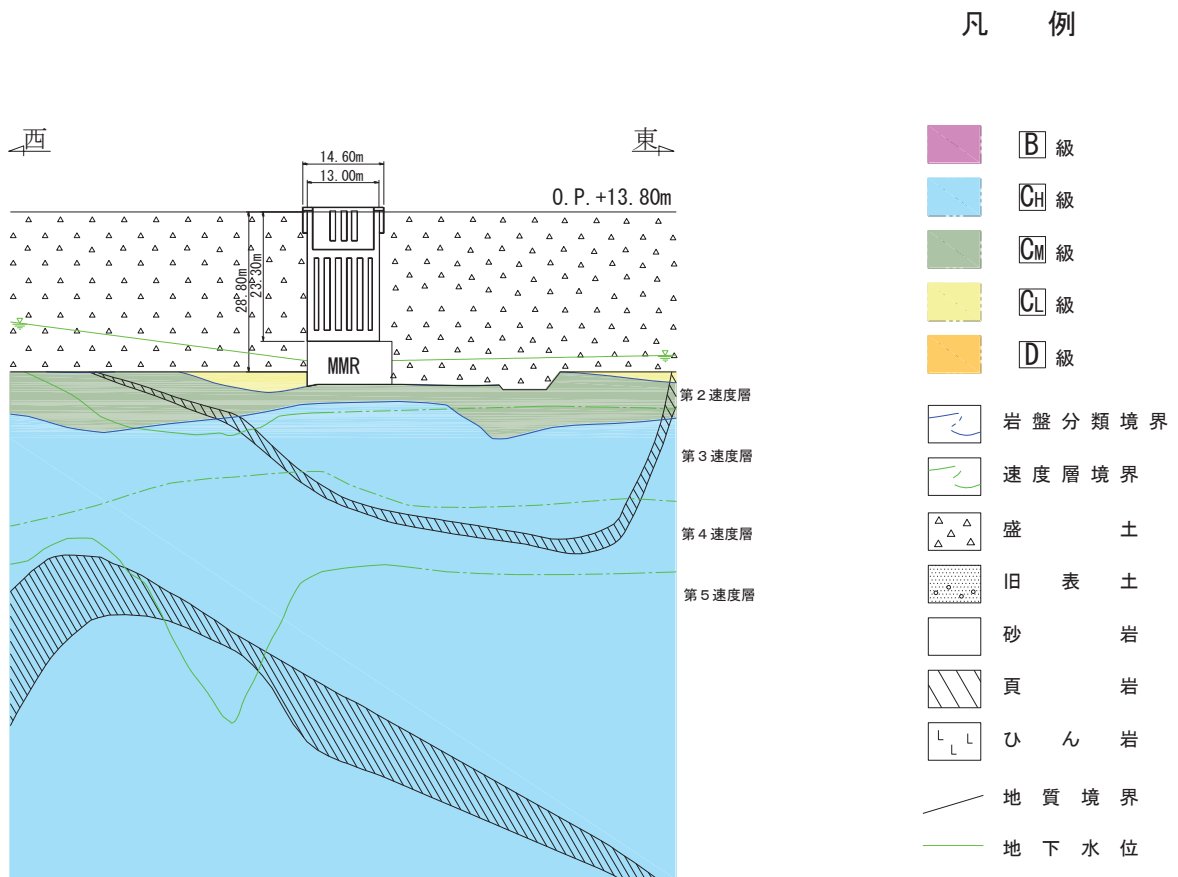 凡 例
西
東
14.60m
13.00m
O.P.+13.80m
28.80m
23.30m
MMR
第2速度層
第3速度層
第4速度層
第5速度層
B 級
CH 級
CM 級
CL 級
D 級
岩盤分類境界
速度層境界
盛土
旧表土
砂岩
頁岩
ひん岩
地質境界
地下水位